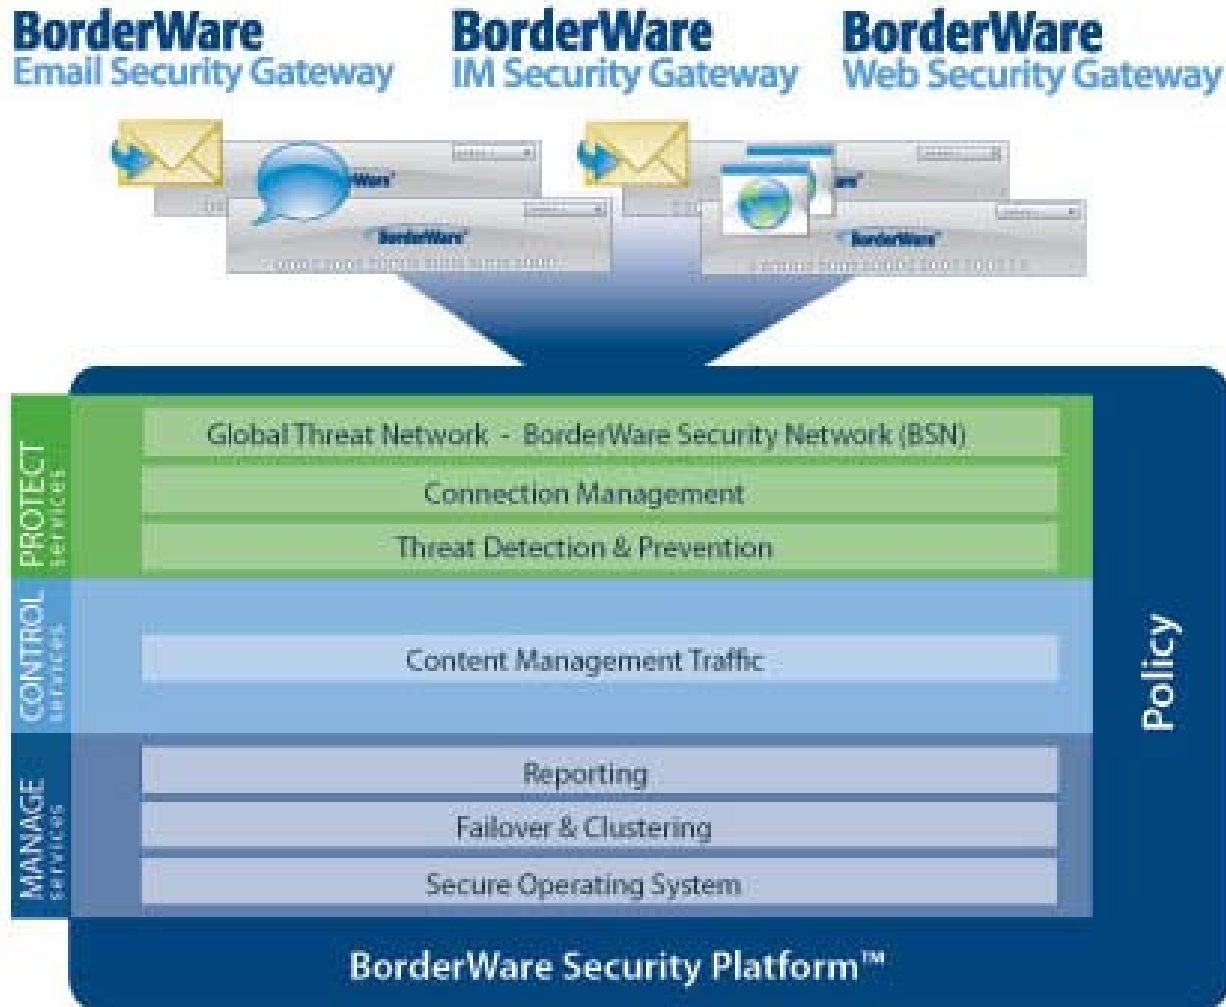 BorderWare
Email Security Gateway
BorderWare
IM Security Gateway
BorderWare
Web Security Gateway
BorderWare
BorderWare
PROTECT
services
Global Threat Network - BorderWare Security Network (BSN)
Connection Management
Threat Detection & Prevention
CONTROL
services
Content Management Traffic
MANAGE
services
Reporting
Failover & Clustering
Secure Operating System
Policy
BorderWare Security Platform™